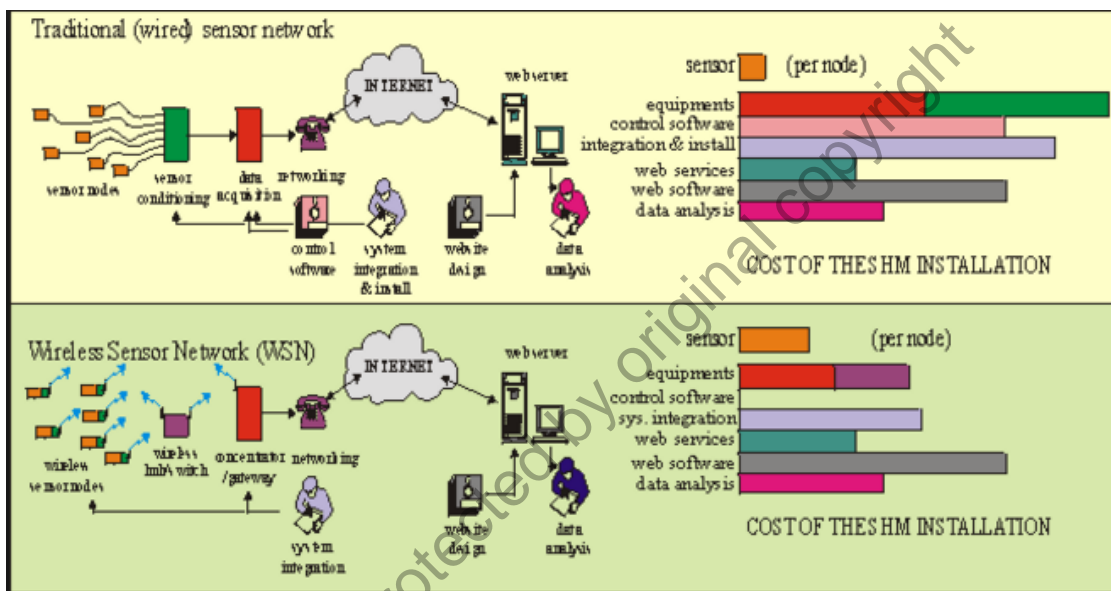 Traditional (wired) sensor network
INTERNET
web server
sensor nodes
sensor
conditioning
data
acquisition
networking
control
software
system
integration
& install
website
design
data
analysis
sensor (per node)
equipments
control software
integration & install
web services
web software
data analysis
COST OF THE SHM INSTALLATION
Wireless Sensor Network (WSN)
INTERNET
web server
wireless
sensor nodes
wireless
hub/switch
concentrator
/gateway
networking
system
integration
website
design
data
analysis
sensor (per node)
equipments
control software
sys. integration
web services
web software
data analysis
COST OF THE SHM INSTALLATION
protected by original copyright